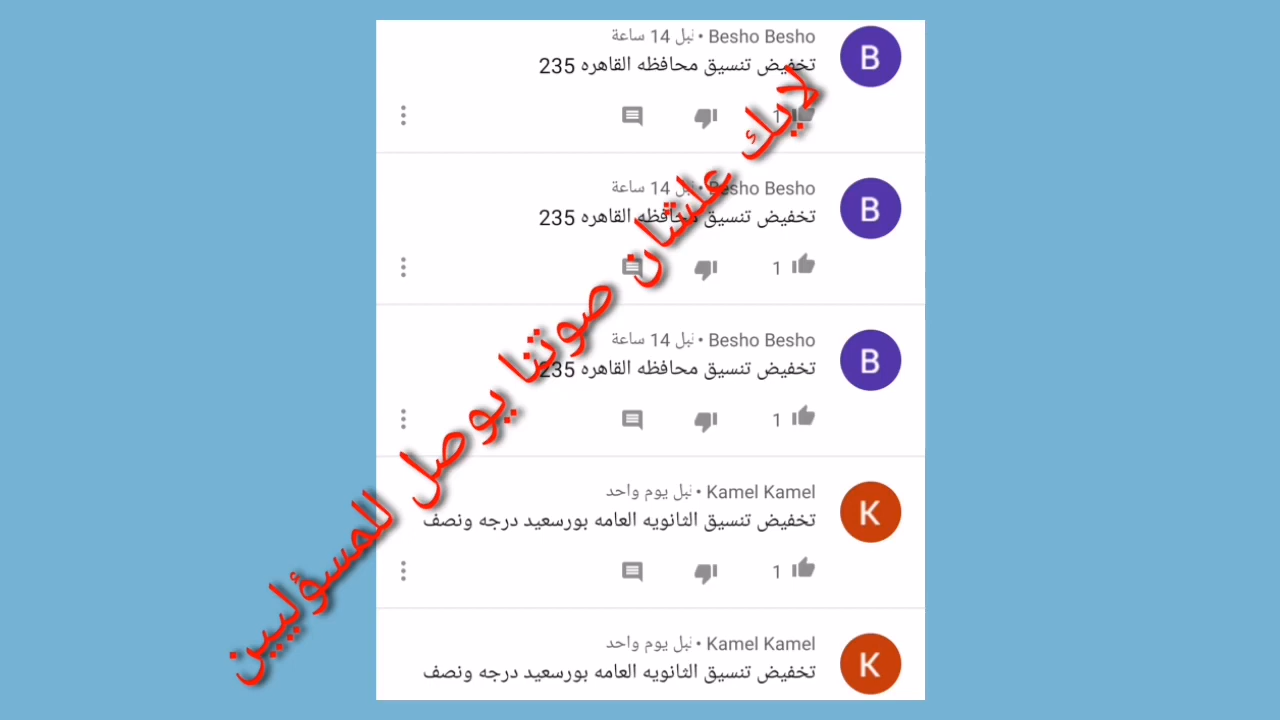 Besho Besho • قبل 14 ساعة
تخفيض تنسيق محافظه القاهره 235
1
Besho Besho • قبل 14 ساعة
تخفيض تنسيق محافظه القاهره 235
1
Besho Besho • قبل 14 ساعة
تخفيض تنسيق محافظه القاهره 235
1
Kamel Kamel • قبل يوم واحد
تخفيض تنسيق الثانويه العامه بورسعيد درجه ونصف
1
Kamel Kamel • قبل يوم واحد
تخفيض تنسيق الثانويه العامه بورسعيد درجه ونصف
لايك علشان صوتنا يوصل للمسؤليين
B
B
B
K
K